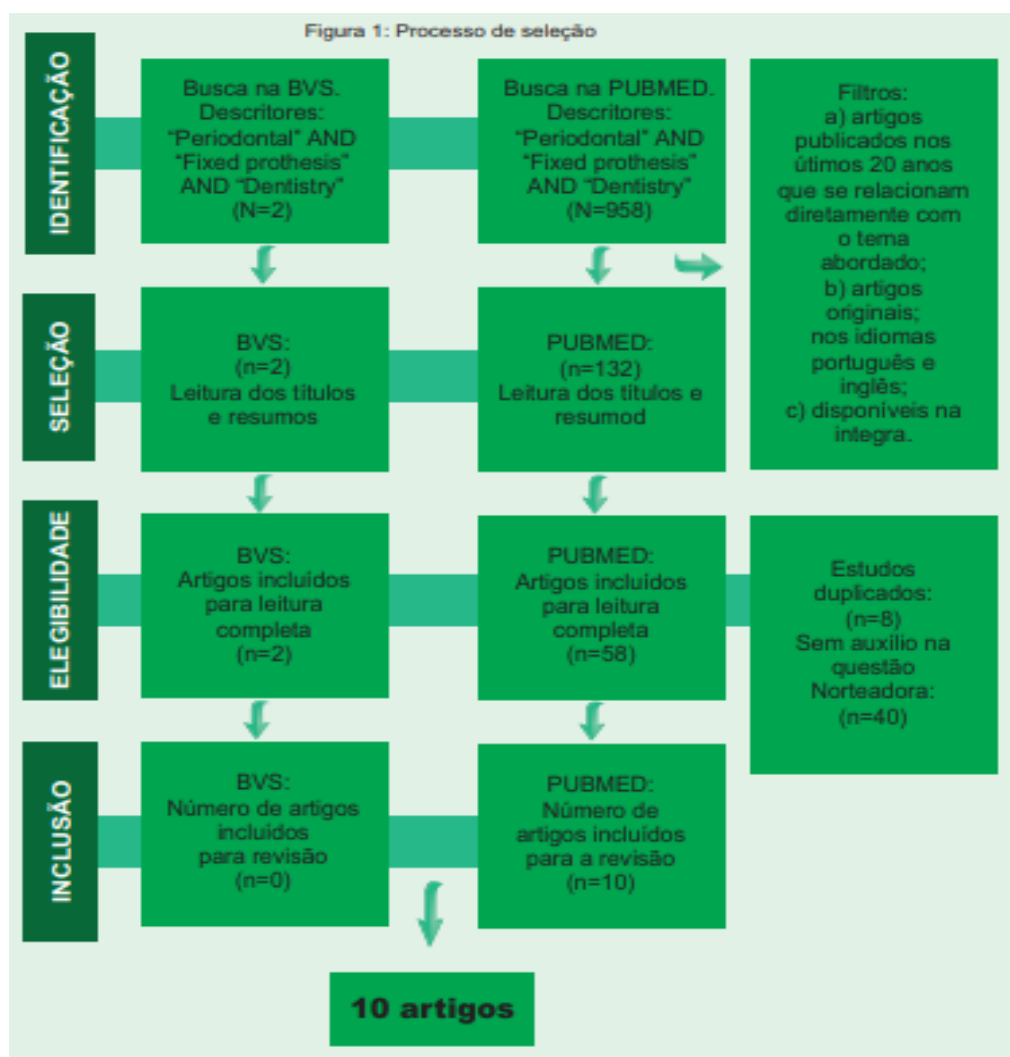 Figura 1: Processo de seleção
IDENTIFICAÇÃO
Busca na BVS.
Descritores:
“Periodontal” AND
“Fixed prothesis”
AND “Dentistry”
(N=2)
Busca na PUBMED.
Descritores:
“Periodontal” AND
“Fixed prothesis”
AND “Dentistry”
(N=958)
Filtros:
a) artigos
publicados nos
útimos 20 anos
que se relacionam
diretamente com
o tema
abordado;
b) artigos
originais;
nos idiomas
português e
inglês;
c) disponíveis na
integra.
SELEÇÃO
BVS:
(n=2)
Leitura dos títulos
e resumos
PUBMED:
(n=132)
Leitura dos títulos e
resumod
ELEGIBILIDADE
BVS:
Artigos incluídos
para leitura
completa
(n=2)
PUBMED:
Artigos incluídos
para leitura
completa
(n=58)
Estudos
duplicados:
(n=8)
Sem auxílio na
questão
Norteadora:
(n=40)
INCLUSÃO
BVS:
Número de artigos
incluidos
para revisão
(n=0)
PUBMED:
Número de
artigos incluídos
para a revisão
(n=10)
10 artigos